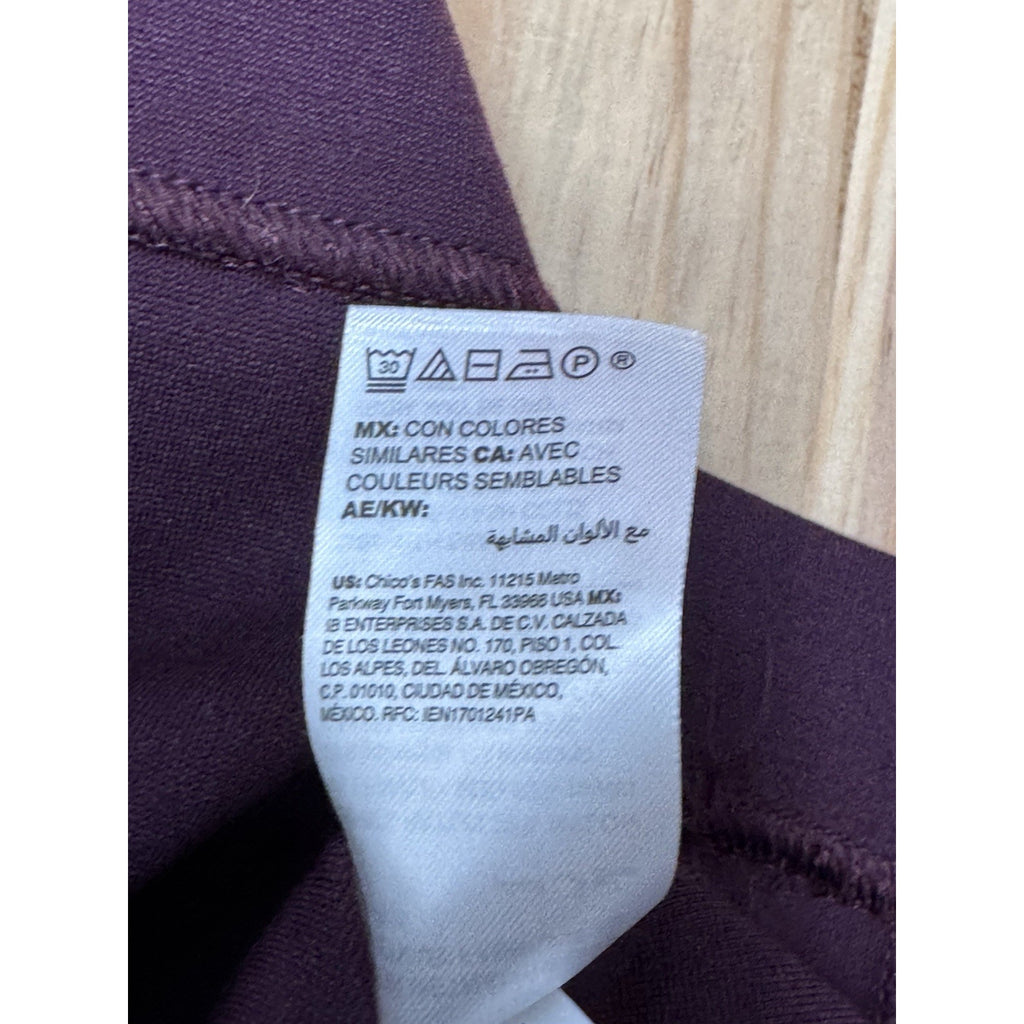 30 P ®
MX: CON COLORES
SIMILARES CA: AVEC
COULEURS SEMBLABLES
AE/KW:
مع الألوان المشابهة
US: Chico's FAS Inc. 11215 Metro
Parkway Fort Myers, FL 33966 USA MX:
IB ENTERPRISES S.A. DE C.V. CALZADA
DE LOS LEONES NO. 170, PISO 1, COL.
LOS ALPES, DEL. ÁLVARO OBREGÓN,
C.P. 01010, CIUDAD DE MÉXICO,
MÉXICO. RFC: IEN1701241PA